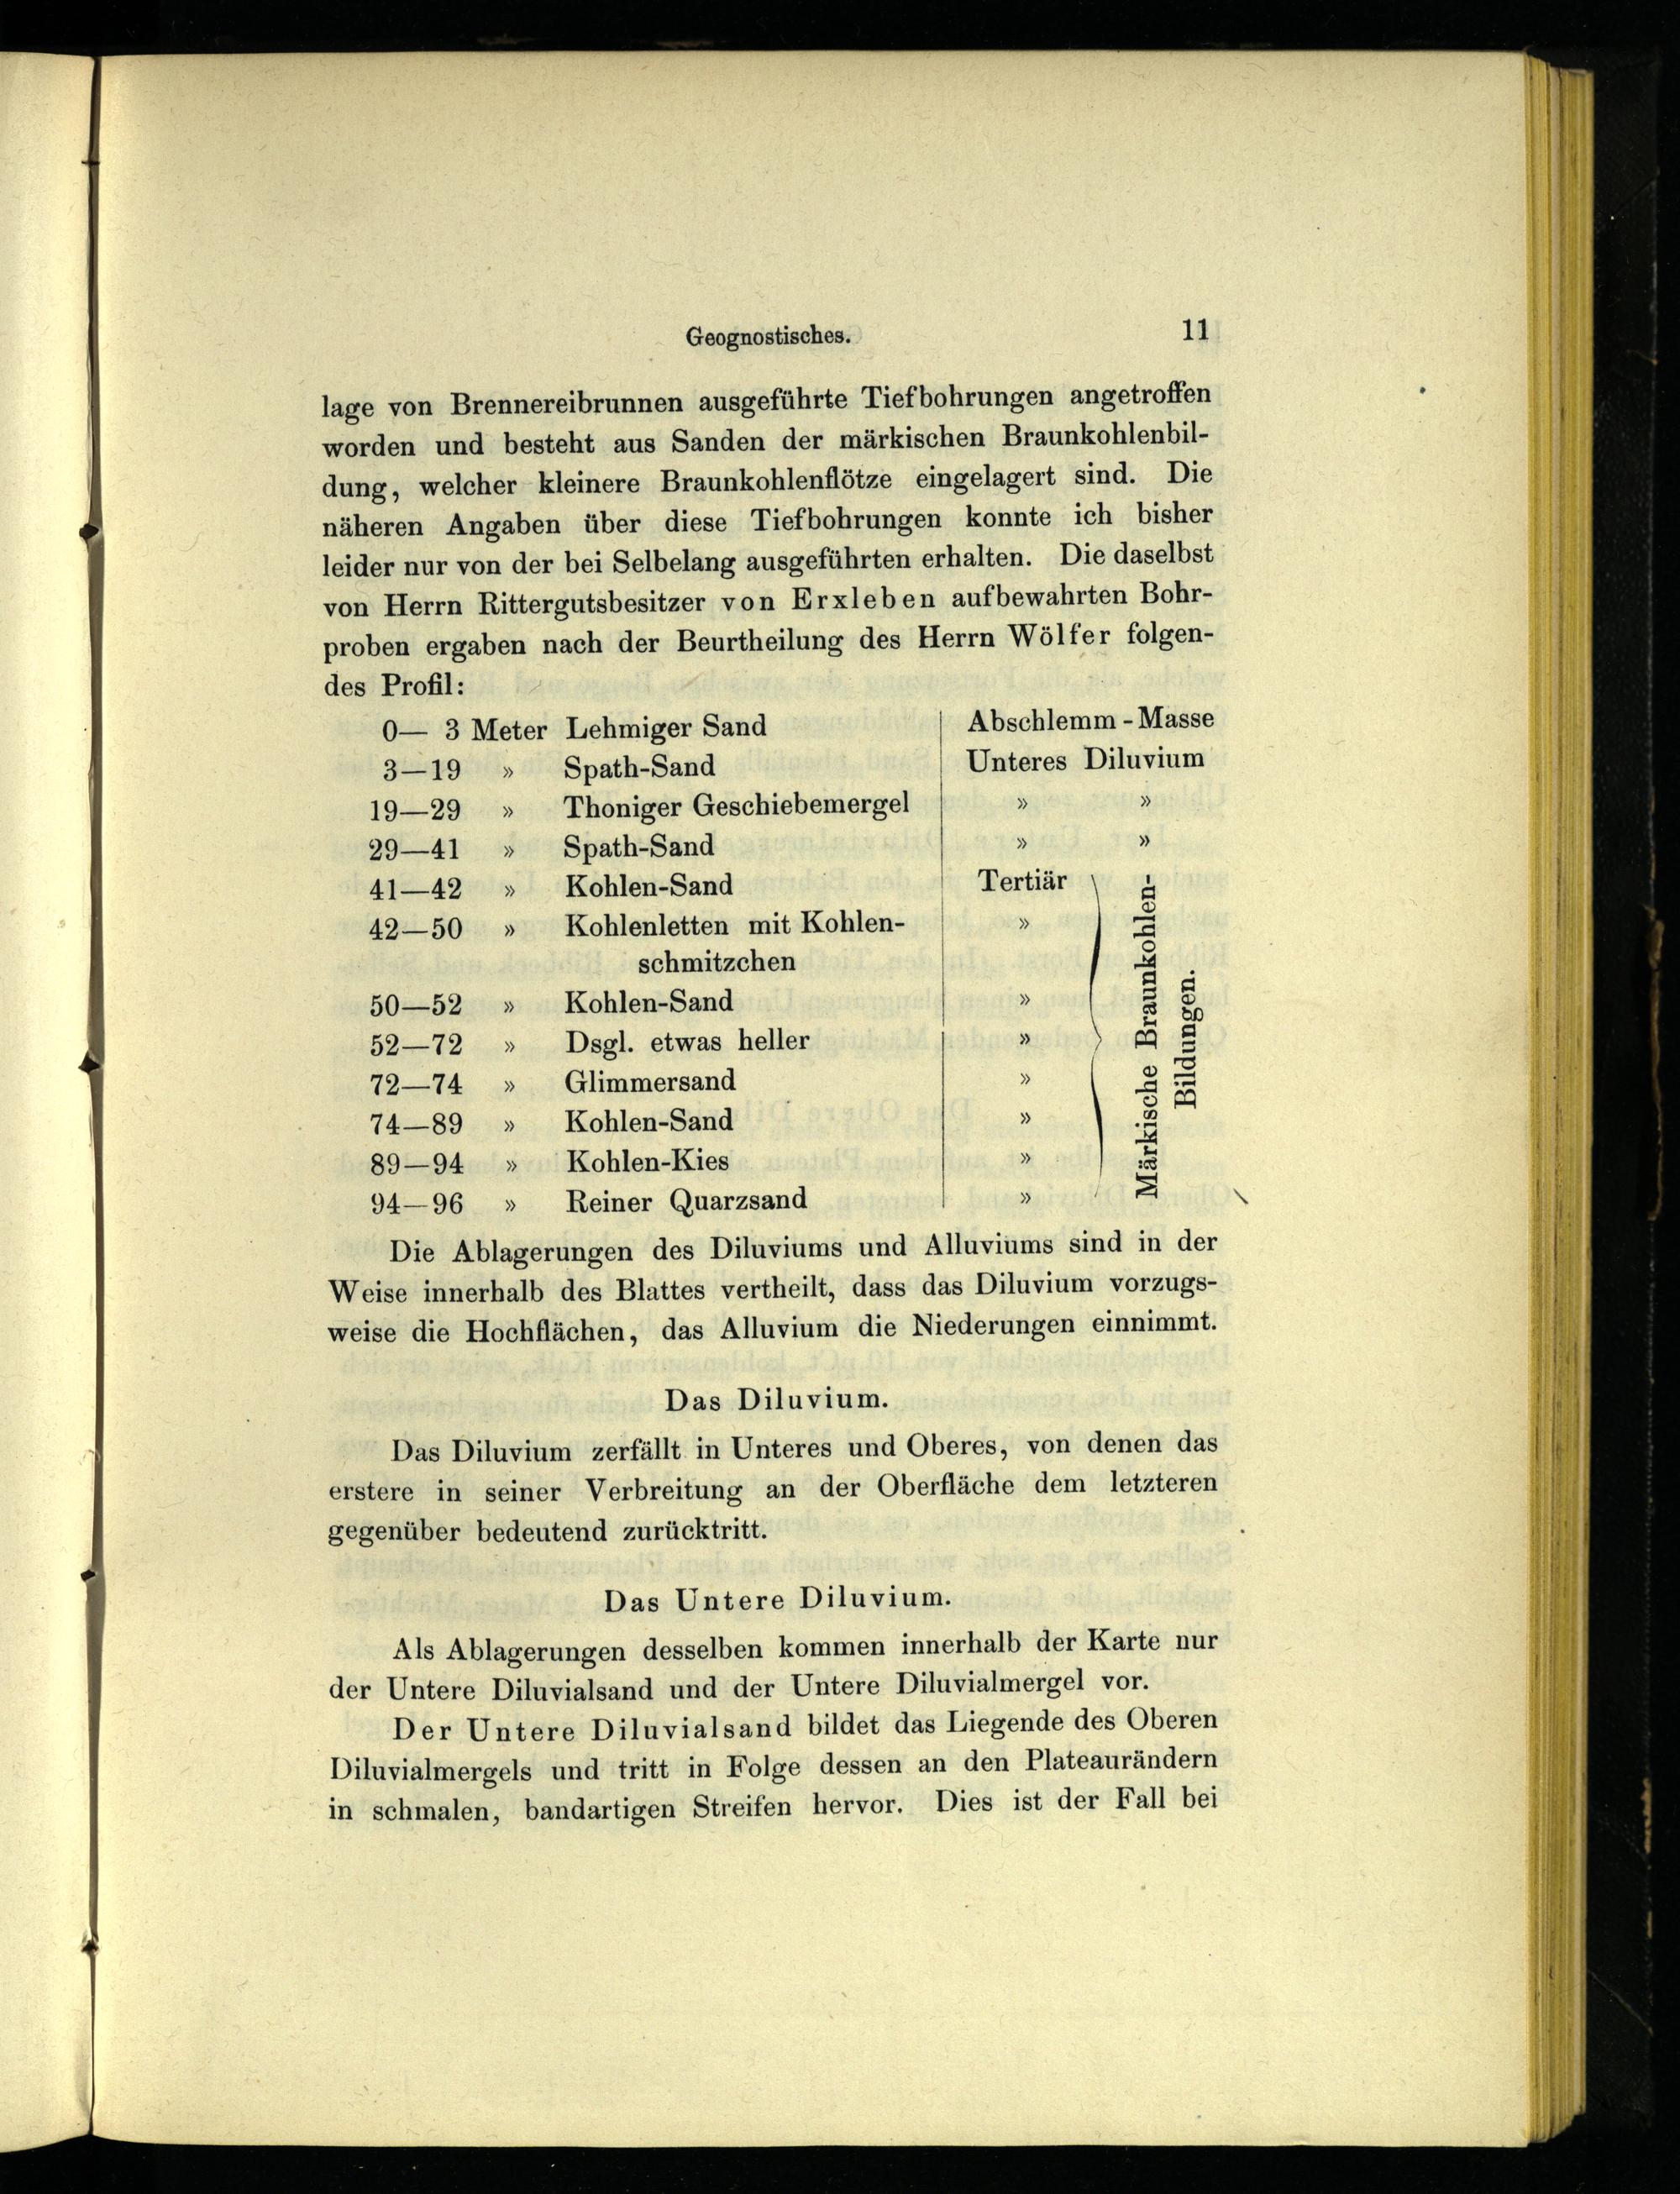 Geognostisches. 11
lage von Brennereibrunnen ausgeführte Tiefbohrungen angetroffen
worden und besteht aus Sanden der märkischen Braunkohlenbil-
dung, welcher kleinere Braunkohlenflötze eingelagert sind. Die
näheren Angaben über diese Tiefbohrungen konnte ich bisher
leider nur von der bei Selbelang ausgeführten erhalten. Die daselbst
von Herrn Rittergutsbesitzer von Erxleben aufbewahrten Bohr-
proben ergaben nach der Beurtheilung des Herrn Wölfer folgen-
des Profil:
0— 3 Meter Lehmiger Sand Abschlemm-Masse
3—19 » Spath-Sand Unteres Diluvium
19—29 » Thoniger Geschiebemergel » »
29—41 » Spath-Sand » »
41—42 » Kohlen-Sand Tertiär
42—50 » Kohlenletten mit Kohlen- »
schmitzchen
50—52 » Kohlen-Sand »
52—72 » Dsgl. etwas heller »
72—74 » Glimmersand »
74—89 » Kohlen-Sand »
89—94 » Kohlen-Kies »
94—96 » Reiner Quarzsand »
Märkische Braunkohlen-
Bildungen.
Die Ablagerungen des Diluviums und Alluviums sind in der
Weise innerhalb des Blattes vertheilt, dass das Diluvium vorzugs-
weise die Hochflächen, das Alluvium die Niederungen einnimmt.
Das Diluvium.
Das Diluvium zerfällt in Unteres und Oberes, von denen das
erstere in seiner Verbreitung an der Oberfläche dem letzteren
gegenüber bedeutend zurücktritt.
Das Untere Diluvium.
Als Ablagerungen desselben kommen innerhalb der Karte nur
der Untere Diluvialsand und der Untere Diluvialmergel vor.
Der Untere Diluvialsand bildet das Liegende des Oberen
Diluvialmergels und tritt in Folge dessen an den Plateaurändern
in schmalen, bandartigen Streifen hervor. Dies ist der Fall bei